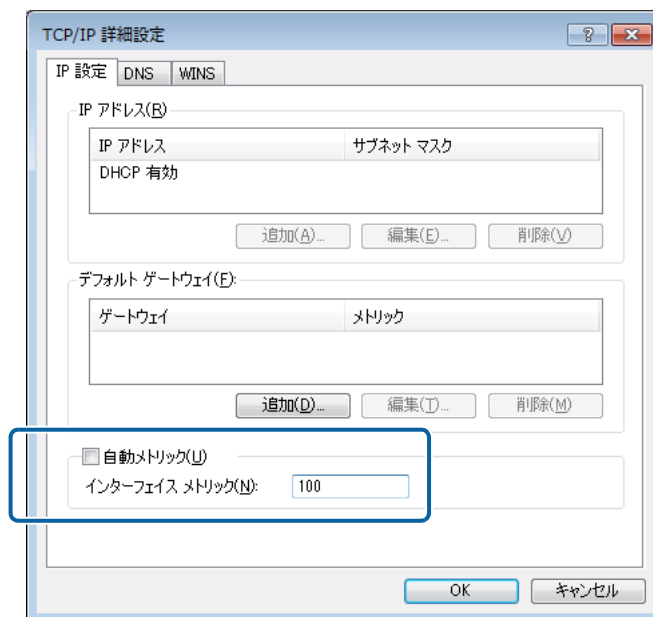 TCP/IP 詳細設定
IP 設定 DNS WINS
IP アドレス(R)
IP アドレス サブネット マスク
DHCP 有効
追加(A)... 編集(E)... 削除(V)
デフォルト ゲートウェイ(F):
ゲートウェイ メトリック
追加(D)... 編集(T)... 削除(M)
自動メトリック(U)
インターフェイス メトリック(N): 100
OK キャンセル